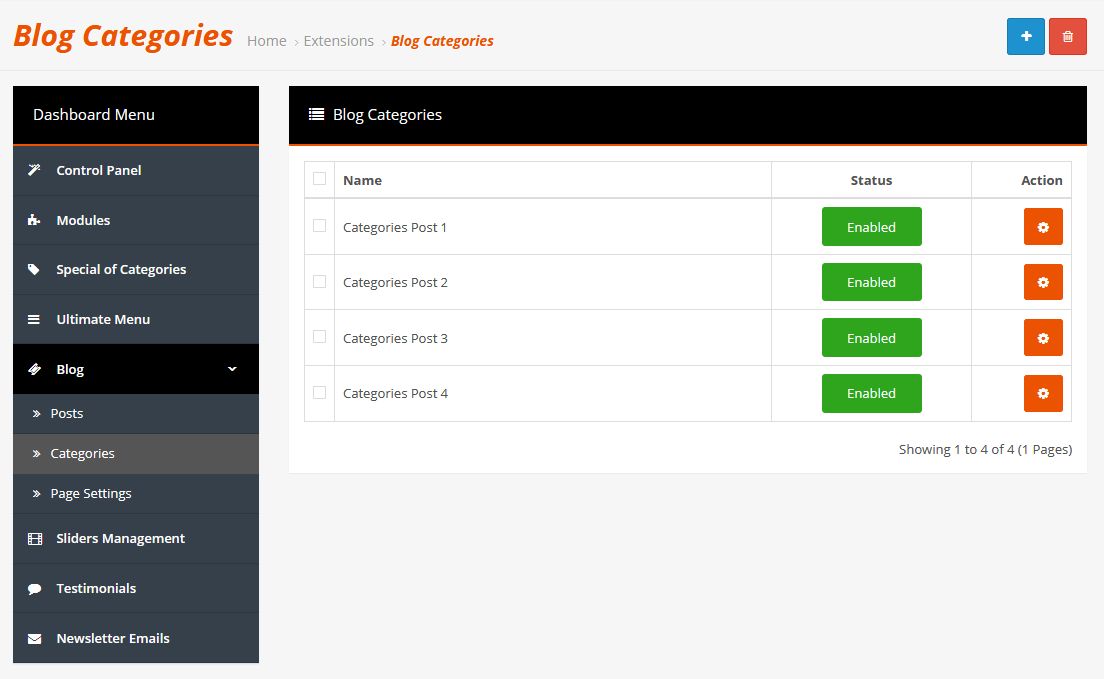 Blog Categories Home › Extensions › Blog Categories
Dashboard Menu
Control Panel
Modules
Special of Categories
Ultimate Menu
Blog
» Posts
» Categories
» Page Settings
Sliders Management
Testimonials
Newsletter Emails
Blog Categories
Name Status Action
Categories Post 1 Enabled
Categories Post 2 Enabled
Categories Post 3 Enabled
Categories Post 4 Enabled
Showing 1 to 4 of 4 (1 Pages)